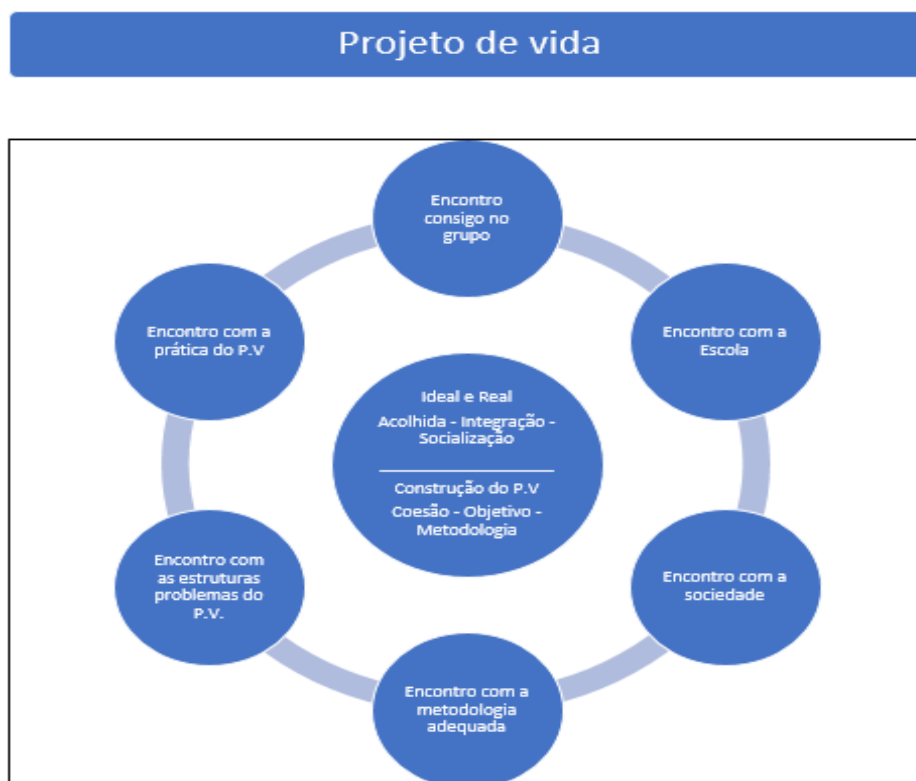 Projeto de vida
Encontro
consigo no
grupo
Encontro com a
Escola
Encontro com a
sociedade
Encontro com a
metodologia
adequada
Encontro com
as estruturas
problemas do
P.V.
Encontro com a
prática do P.V
Ideal e Real
Acolhida - Integração -
Socialização
Construção do P.V
Coesão - Objetivo -
Metodologia